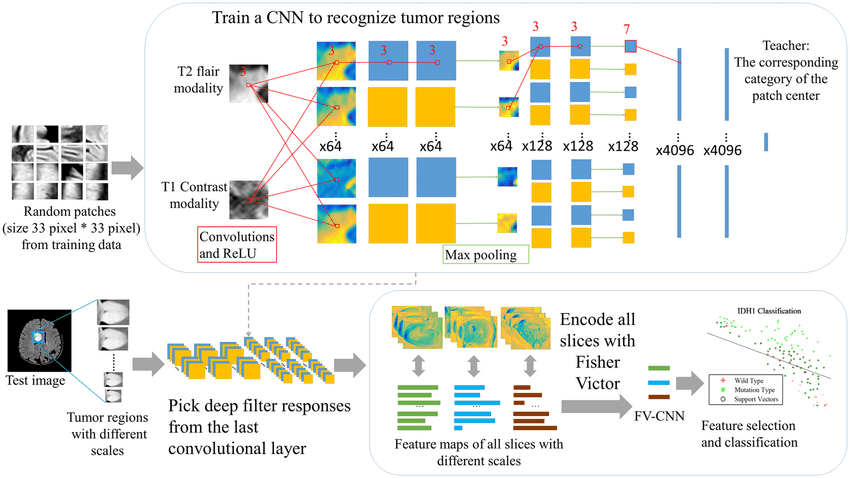 Train a CNN to recognize tumor regions
T2 flair
modality
3
3
3
3
3
3
3
7
Teacher:
The corresponding
category of the
patch center
x64
x64
x64
x64
x128
x128
x128
x4096
x4096
T1 Contrast
modality
3
Random patches
(size 33 pixel * 33 pixel)
from training data
Convolutions
and ReLU
Max pooling
Test image
Tumor regions
with different
scales
Pick deep filter responses
from the last
convolutional layer
Feature maps of all slices with
different scales
Encode all
slices with
Fisher
Victor
FV-CNN
IDH1 Classification
Wild Type
Mutation Type
Support Vectors
Feature selection
and classification